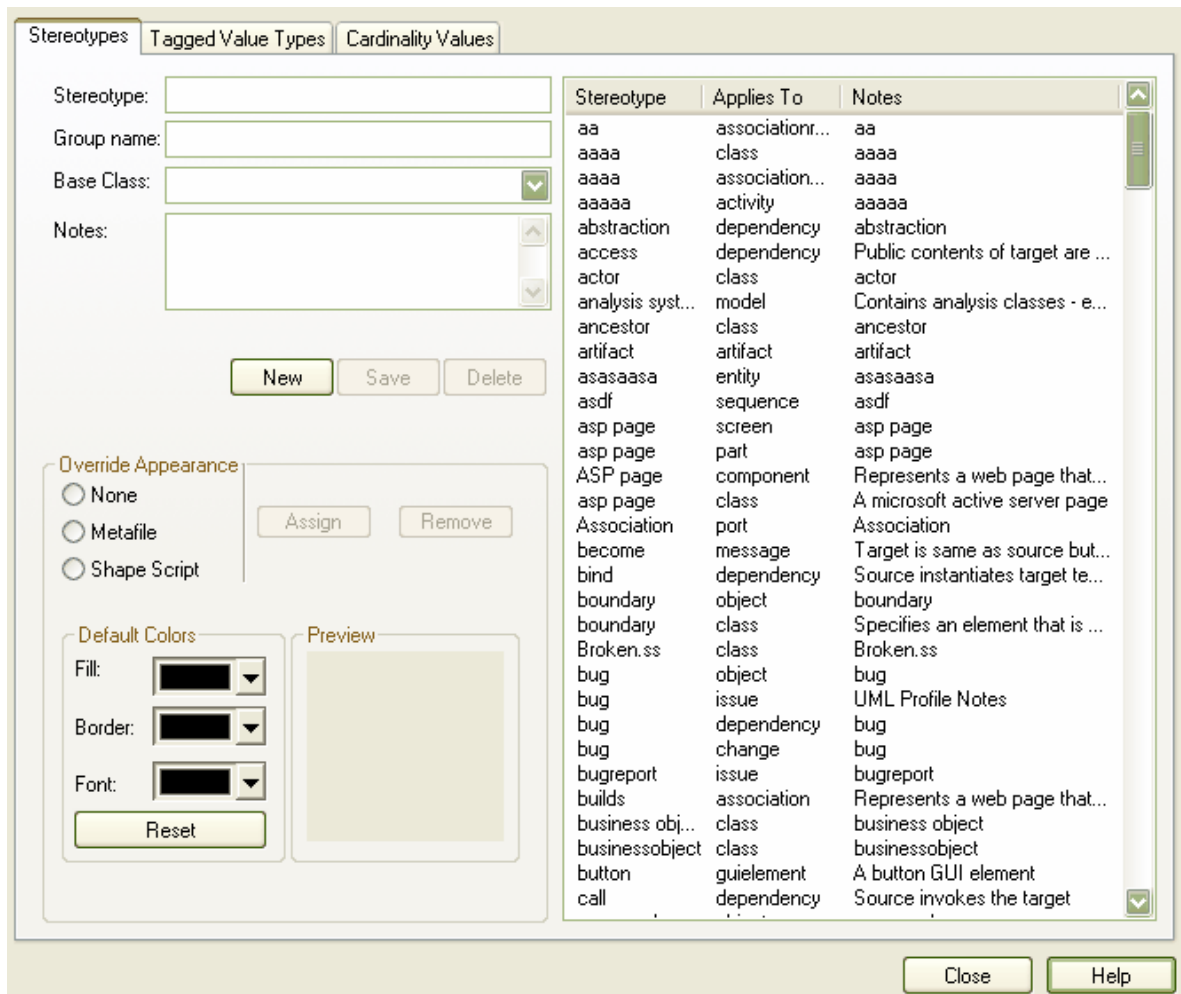 Stereotypes Tagged Value Types Cardinality Values
Stereotype:
Group name:
Base Class:
Notes:
New Save Delete
Override Appearance
None
Metafile
Shape Script
Assign Remove
Default Colors
Fill:
Border:
Font:
Reset
Preview
Stereotype Applies To Notes
aa associationr... aa
aaaa class aaaa
aaaa association... aaaa
aaaaa activity aaaaa
abstraction dependency abstraction
access dependency Public contents of target are ...
actor class actor
analysis syst... model Contains analysis classes - e...
ancestor class ancestor
artifact artifact artifact
asasaasa entity asasaasa
asdf sequence asdf
asp page screen asp page
asp page part asp page
ASP page component Represents a web page that...
asp page class A microsoft active server page
Association port Association
become message Target is same as source but...
bind dependency Source instantiates target te...
boundary object boundary
boundary class Specifies an element that is ...
Broken.ss class Broken.ss
bug object bug
bug issue UML Profile Notes
bug dependency bug
bug change bug
bugreport issue bugreport
builds association Represents a web page that...
business obj... class business object
businessobject class businessobject
button guielement A button GUI element
call dependency Source invokes the target
Close Help